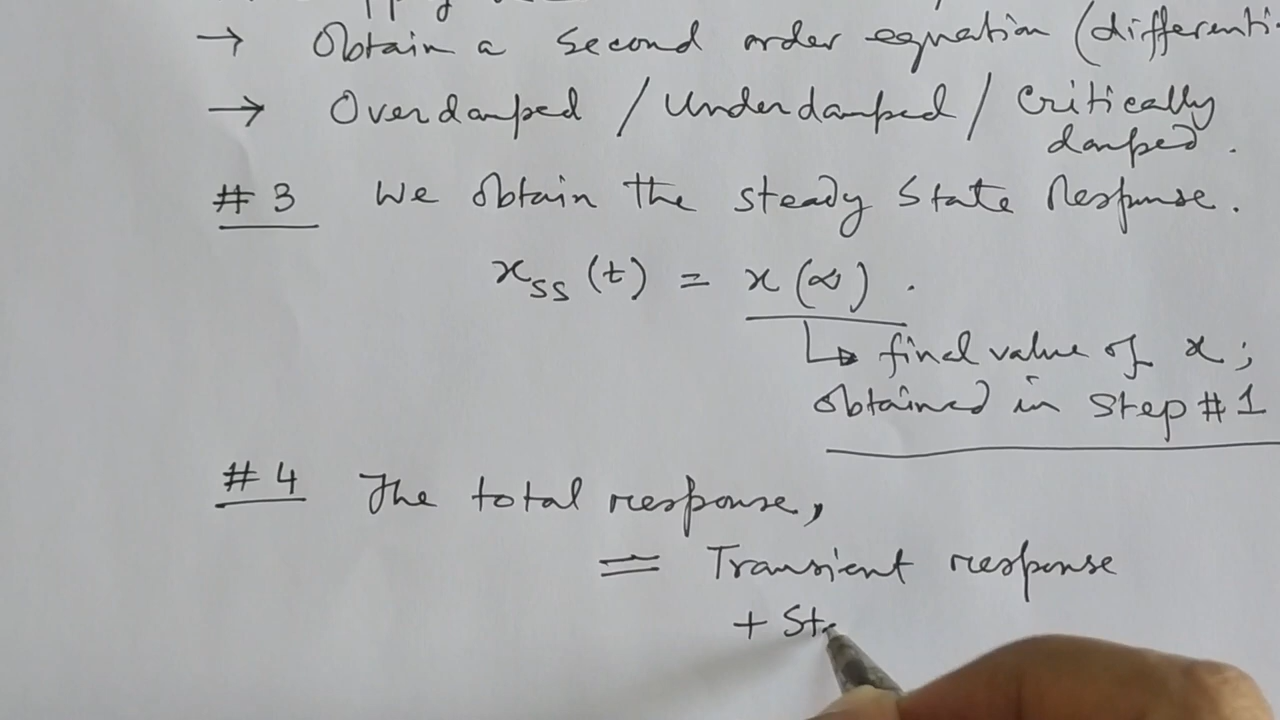 → Obtain a second order equation (differenti
→ Overdamped / Underdamped / Critically
damped.
#3 We obtain the steady state Response.
xss (t) = x (∞) .
↳ final value of x;
obtained in step #1
#4 The total response,
= Transient response
+ St